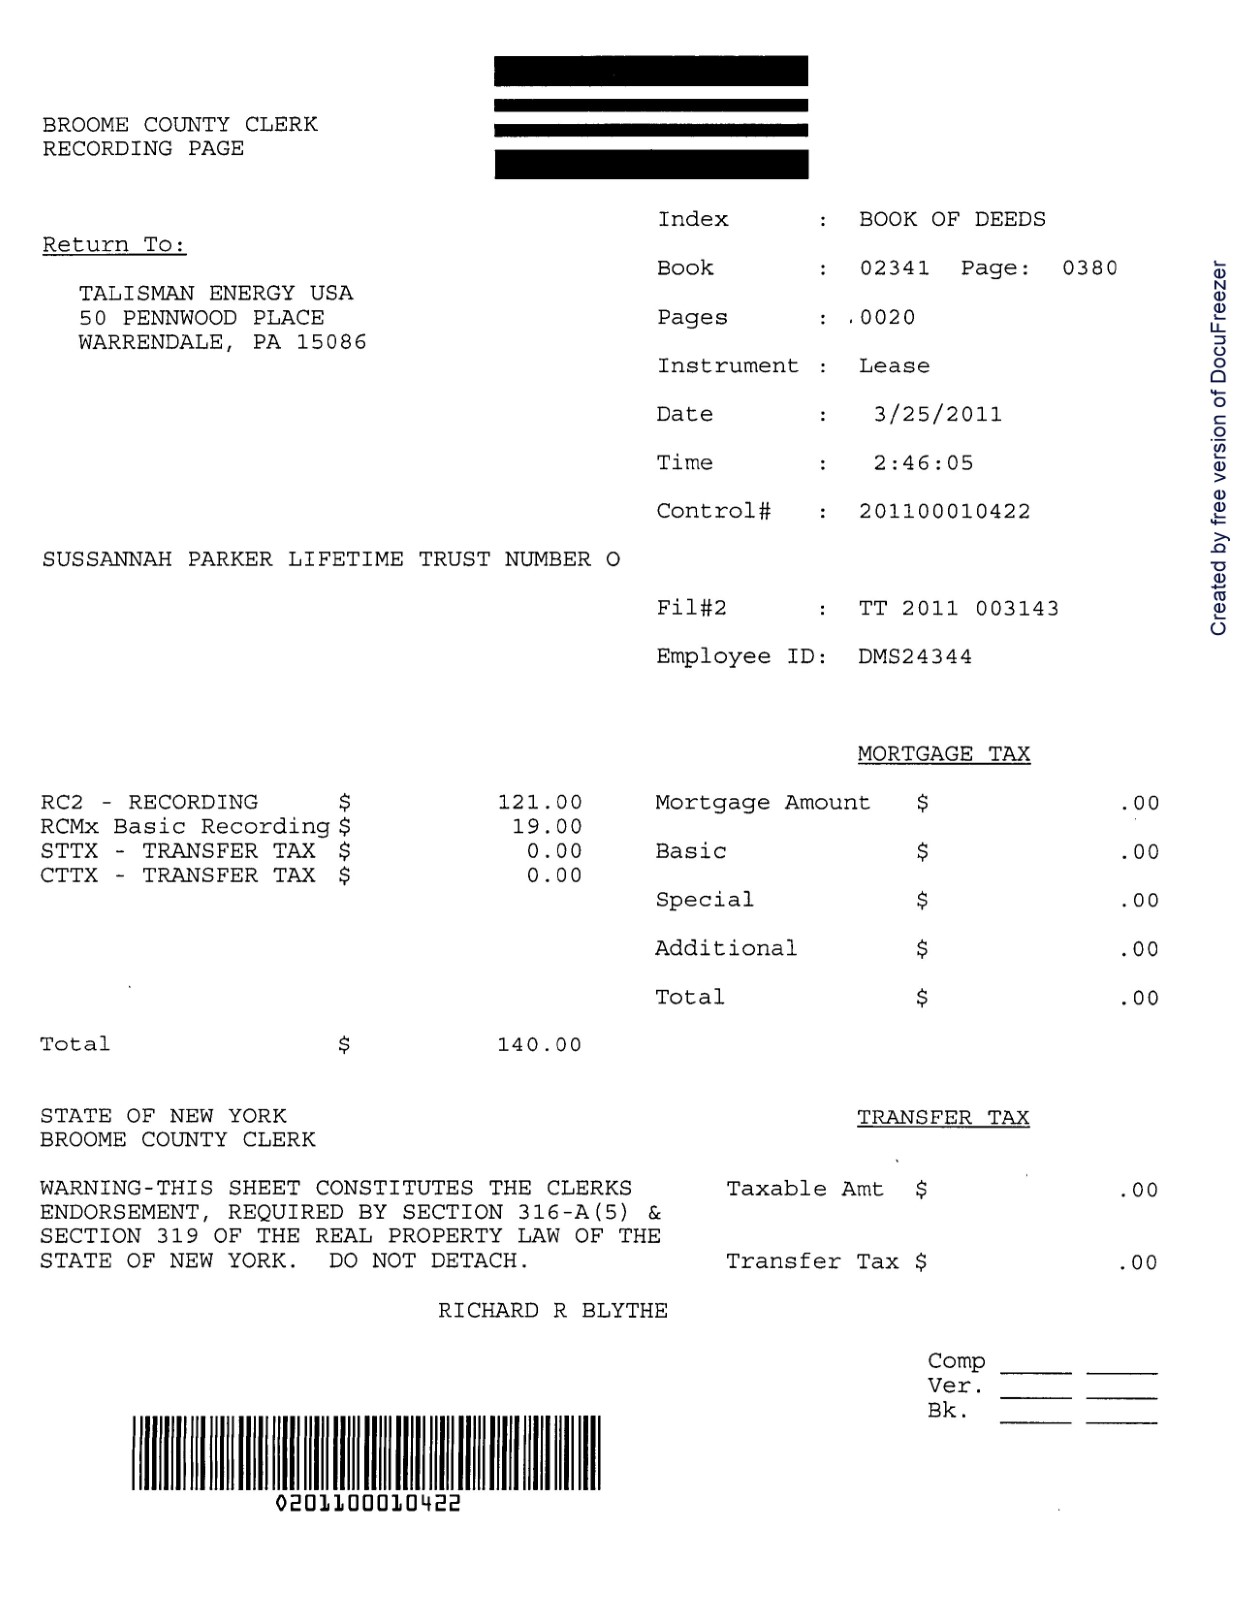 BROOME COUNTY CLERK
RECORDING PAGE
Return To:
TALISMAN ENERGY USA
50 PENNWOOD PLACE
WARRENDALE, PA 15086
Index : BOOK OF DEEDS
Book : 02341 Page: 0380
Pages : .0020
Instrument : Lease
Date : 3/25/2011
Time : 2:46:05
Control# : 201100010422
SUSSANNAH PARKER LIFETIME TRUST NUMBER O
Fil#2 : TT 2011 003143
Employee ID: DMS24344
RC2 - RECORDING $ 121.00
RCMx Basic Recording $ 19.00
STTX - TRANSFER TAX $ 0.00
CTTX - TRANSFER TAX $ 0.00
Total $ 140.00
MORTGAGE TAX
Mortgage Amount $ .00
Basic $ .00
Special $ .00
Additional $ .00
Total $ .00
STATE OF NEW YORK
BROOME COUNTY CLERK
WARNING-THIS SHEET CONSTITUTES THE CLERKS
ENDORSEMENT, REQUIRED BY SECTION 316-A(5) &
SECTION 319 OF THE REAL PROPERTY LAW OF THE
STATE OF NEW YORK. DO NOT DETACH.
RICHARD R BLYTHE
TRANSFER TAX
Taxable Amt $ .00
Transfer Tax $ .00
Comp
Ver.
Bk.
0201100010422
Created by free version of DocuFreezer